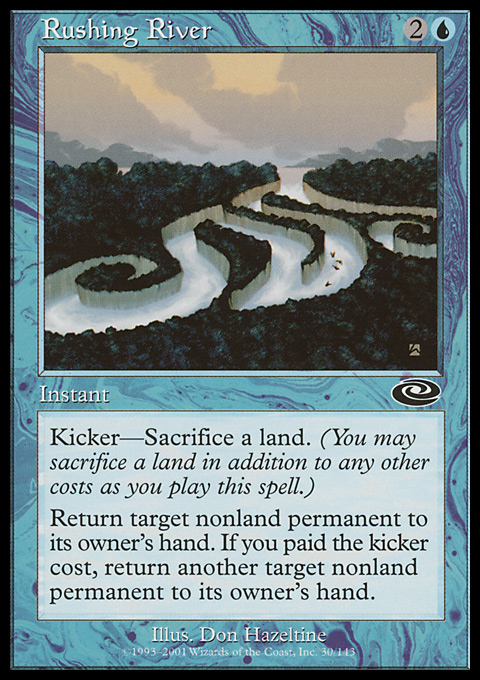 Rushing River
2
Instant
Kicker—Sacrifice a land. (You may
sacrifice a land in addition to any other
costs as you play this spell.)
Return target nonland permanent to
its owner's hand. If you paid the kicker
cost, return another target nonland
permanent to its owner's hand.
Illus. Don Hazeltine
©1993–2001 Wizards of the Coast, Inc. 30/143